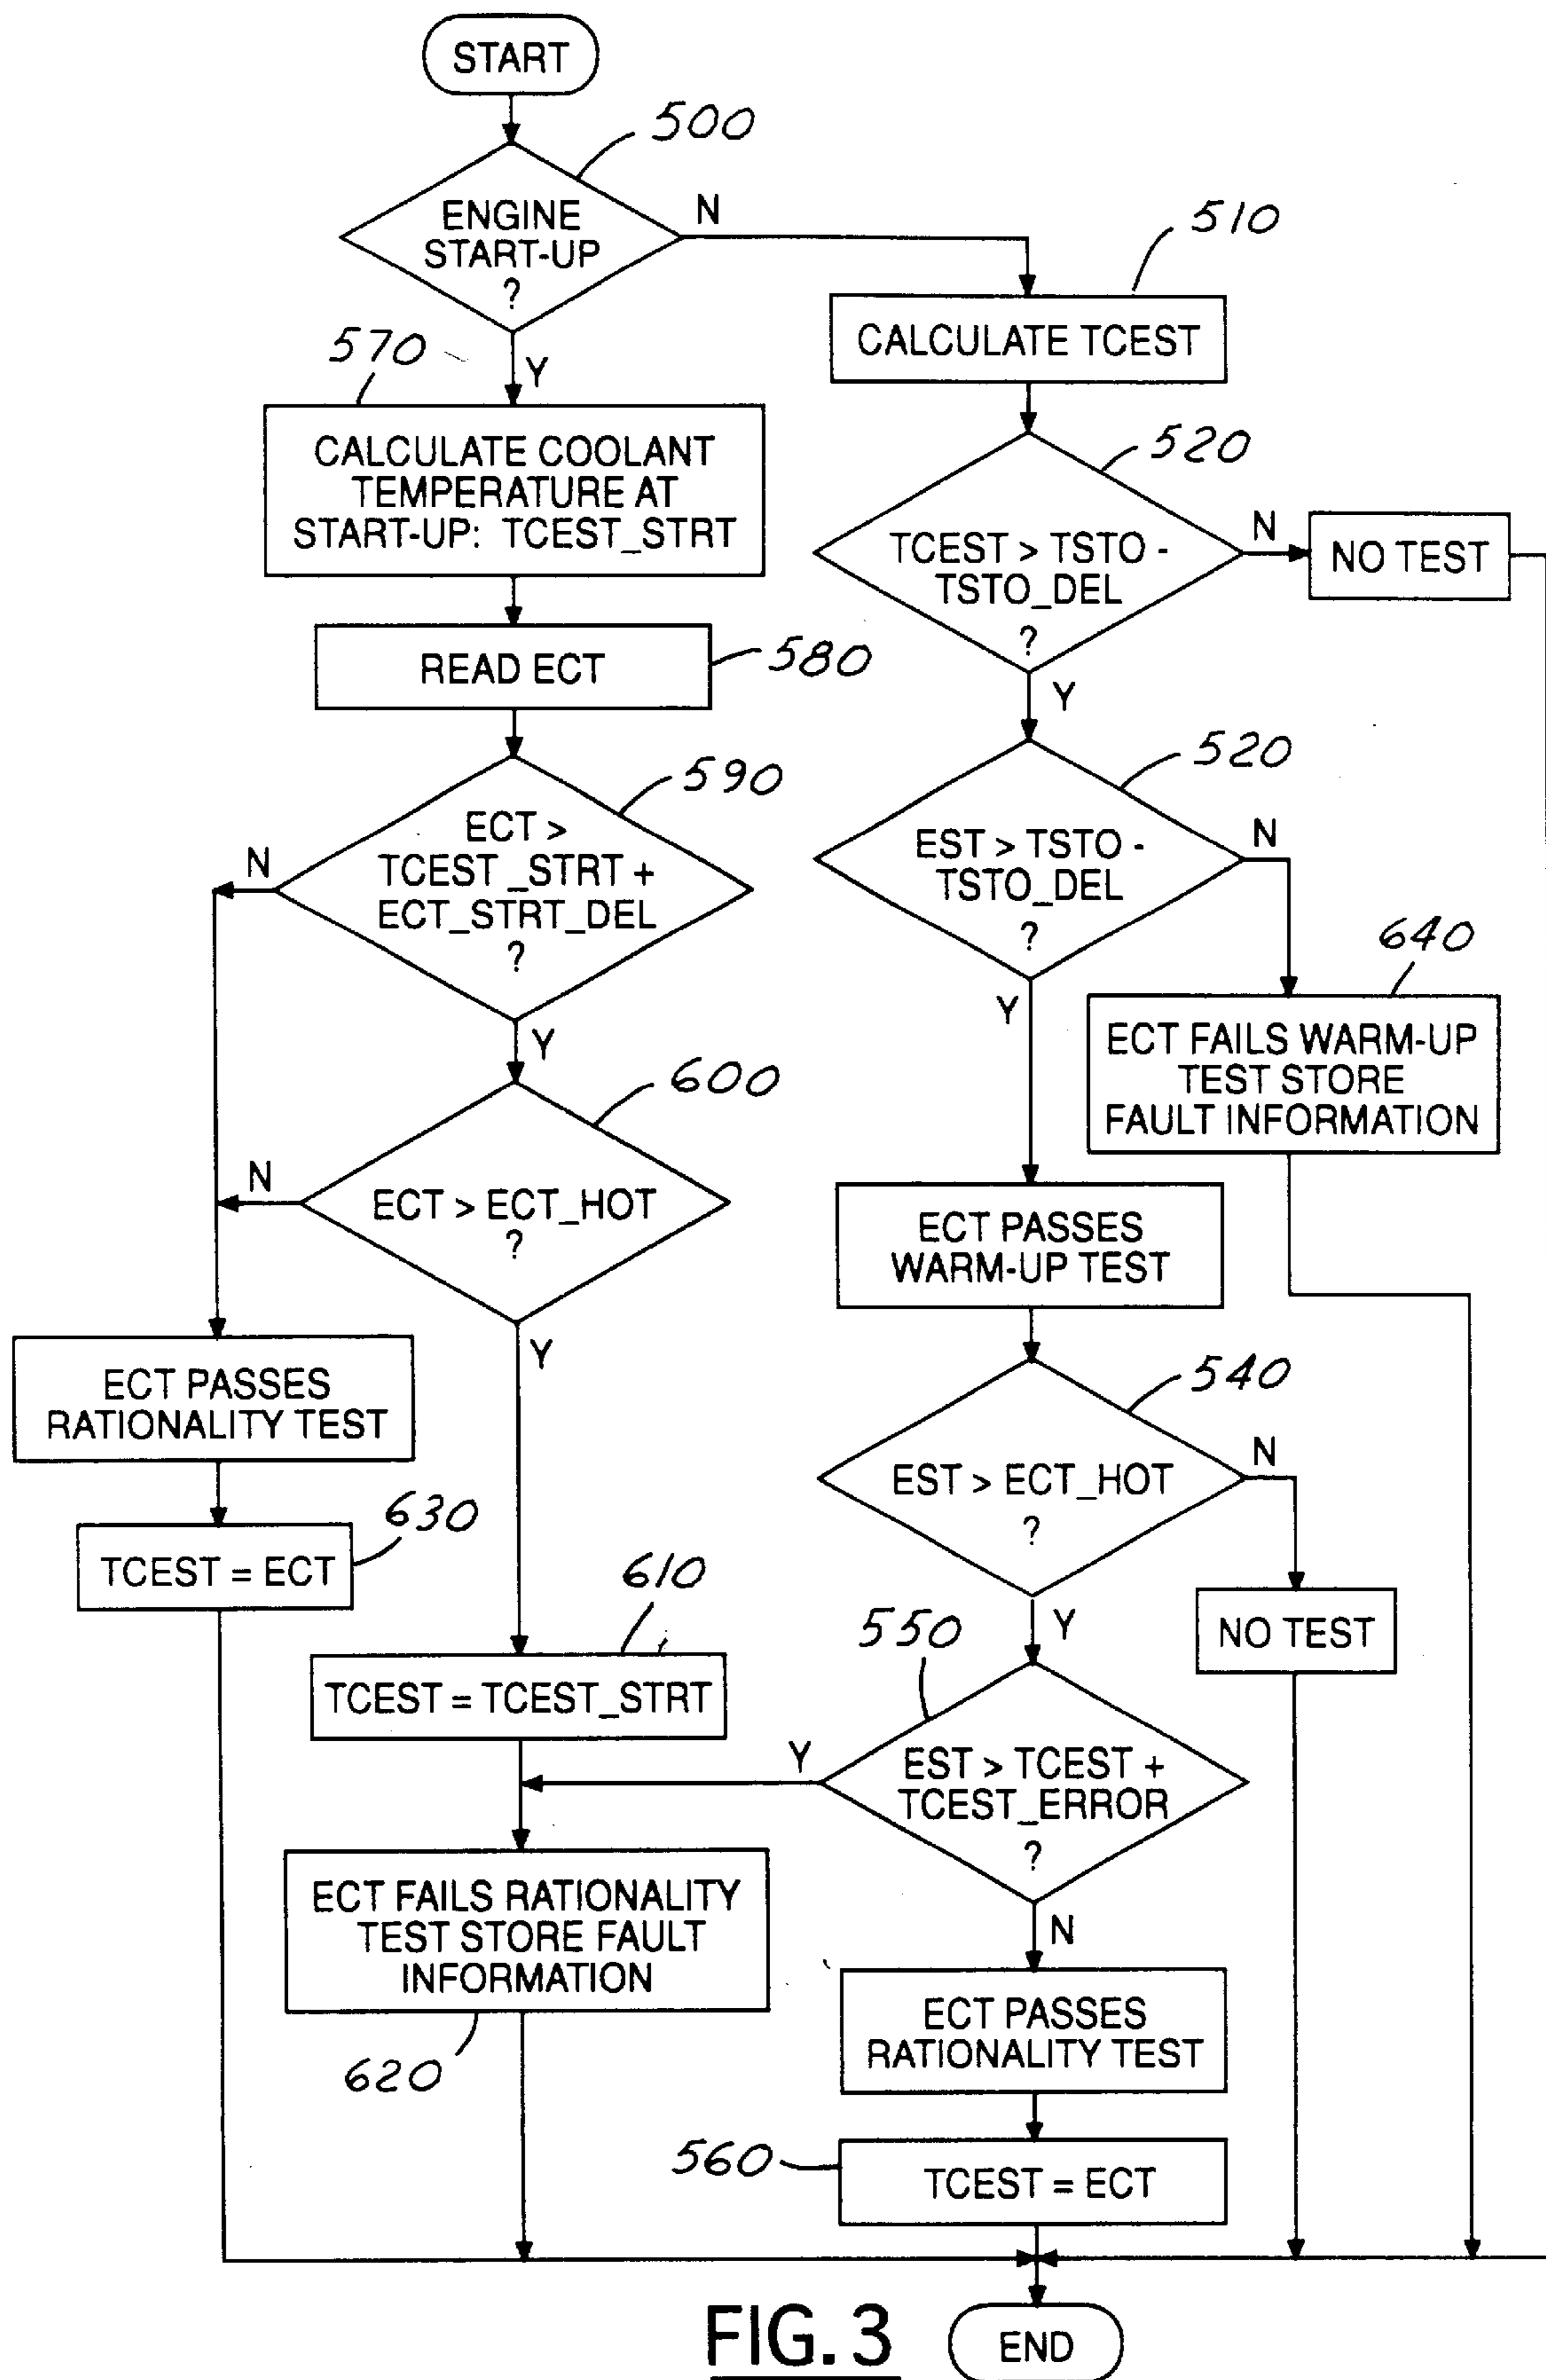 START
500
ENGINE
START-UP
?
N
Y
510
CALCULATE TCEST
570
CALCULATE COOLANT
TEMPERATURE AT
START-UP: TCEST_STRT
520
TCEST > TSTO -
TSTO_DEL
?
N
NO TEST
Y
READ ECT
580
520
EST > TSTO -
TSTO_DEL
?
N
Y
590
ECT >
TCEST _STRT +
ECT_STRT_DEL
?
N
Y
640
ECT FAILS WARM-UP
TEST STORE
FAULT INFORMATION
600
ECT > ECT_HOT
?
N
Y
ECT PASSES
WARM-UP TEST
ECT PASSES
RATIONALITY TEST
540
EST > ECT_HOT
?
N
Y
NO TEST
630
TCEST = ECT
610
TCEST = TCEST_STRT
550
EST > TCEST +
TCEST_ERROR
?
Y
N
ECT FAILS RATIONALITY
TEST STORE FAULT
INFORMATION
620
ECT PASSES
RATIONALITY TEST
560
TCEST = ECT
FIG. 3
END